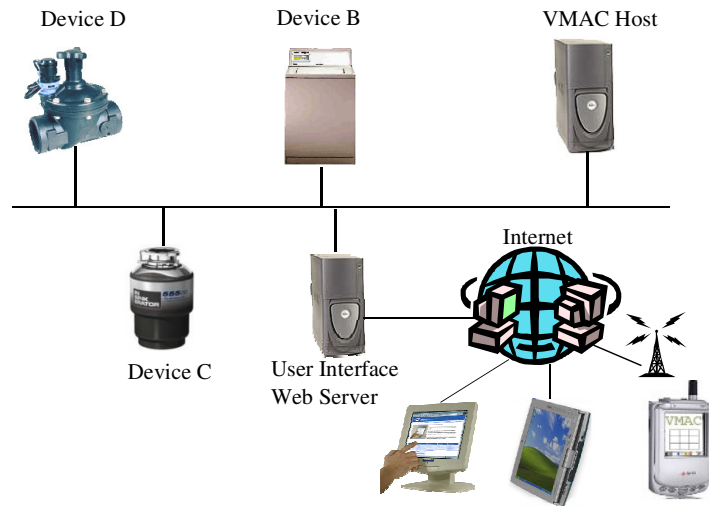 Device D
Device B
VMAC Host
Internet
Device C
User Interface
Web Server
VMAC